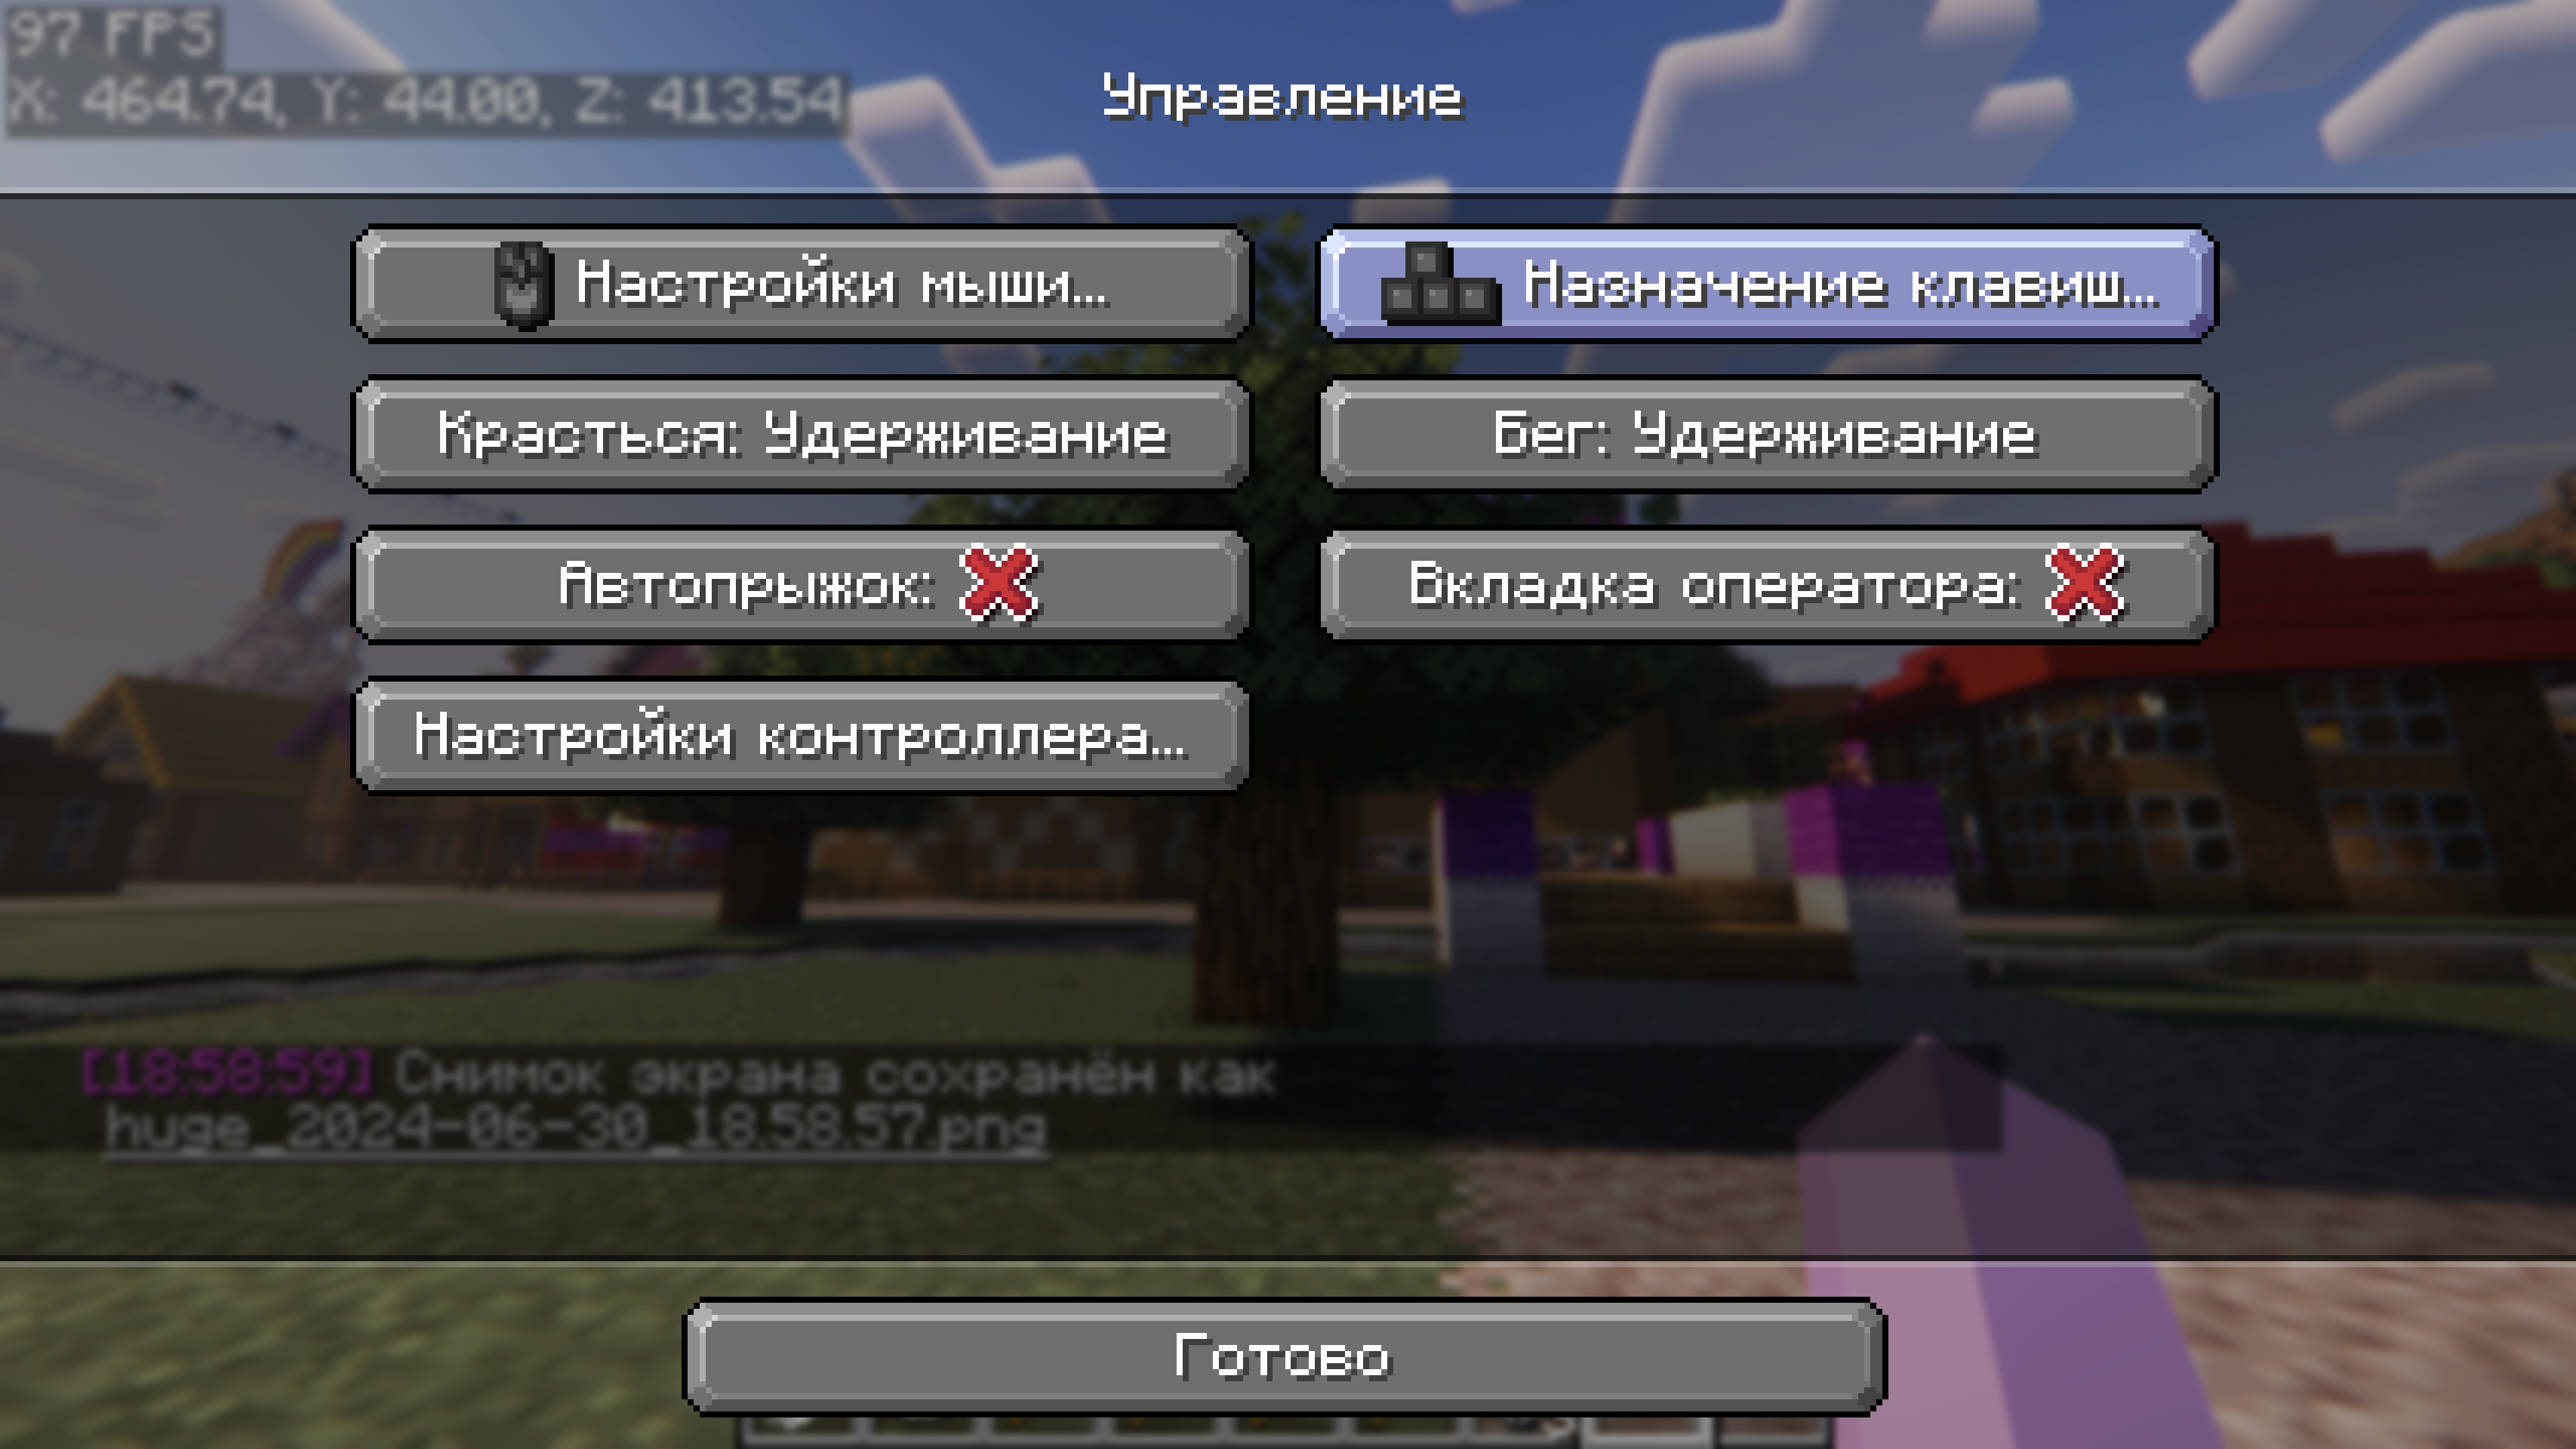 97 FPS
X: 464.74, Y: 44.00, Z: 413.54
Управление
Настройки мыши...
Назначение клавиш...
Красться: Удерживание
Бег: Удерживание
Автопрыжок:
Вкладка оператора:
Настройки контроллера...
[18:58:59] Снимок экрана сохранён как
huge_2024-06-30_18.58.57.png
Готово